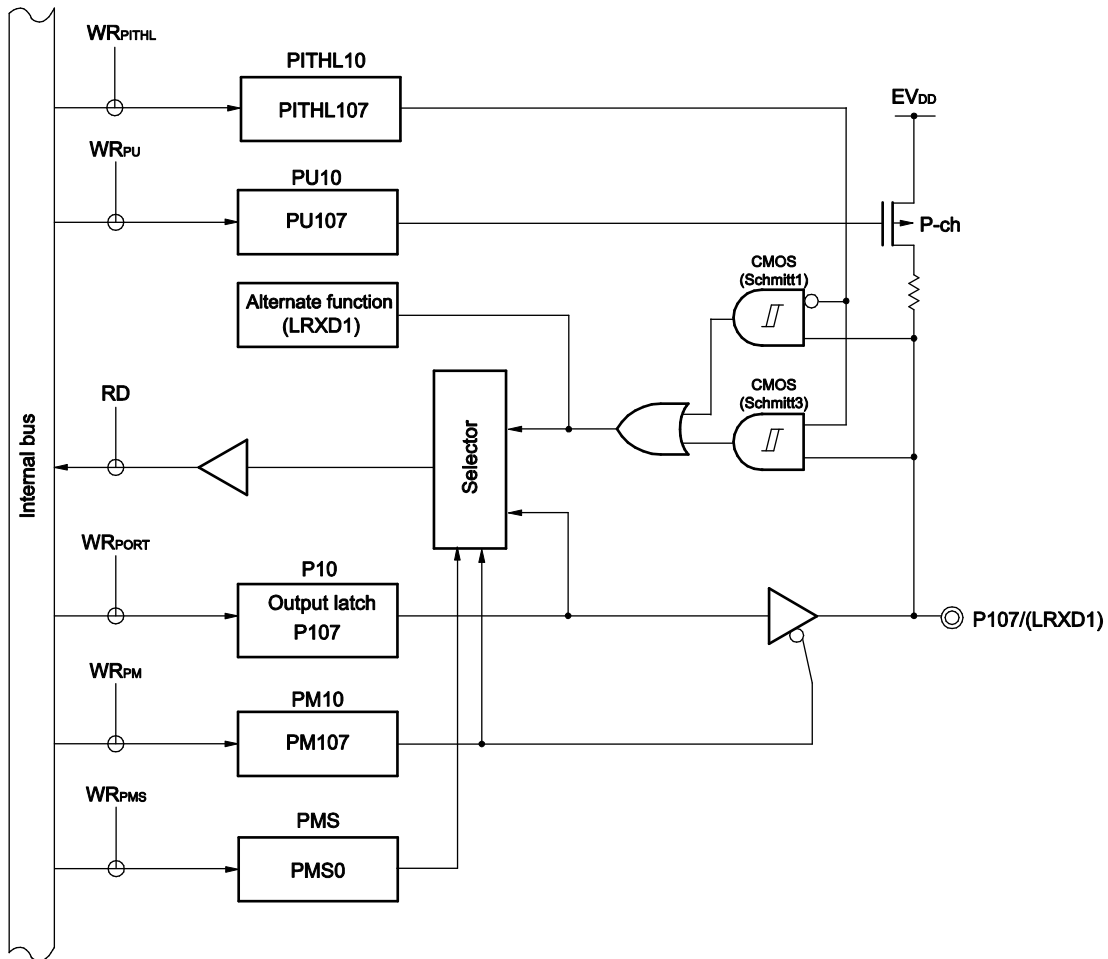 WRPITHL
PITHL10
PITHL107
EVDD
WRPU
PU10
PU107
P-ch
CMOS
(Schmitt1)
Alternate function
(LRXD1)
RD
CMOS
(Schmitt3)
Selector
Internal bus
WRPORT
P10
Output latch
P107
P107/(LRXD1)
WRPM
PM10
PM107
WRPMS
PMS
PMS0